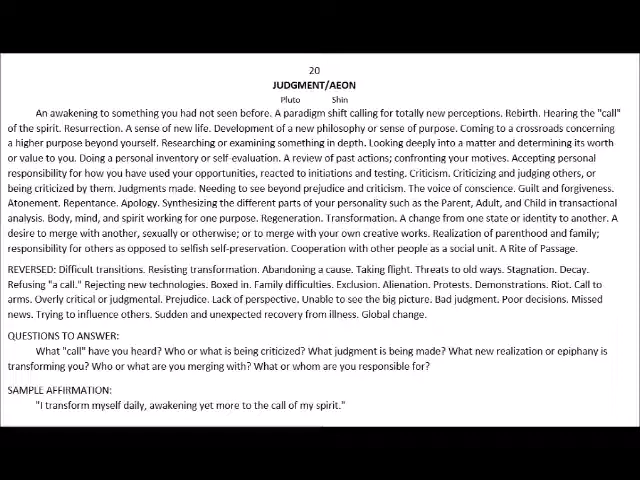 20
JUDGMENT/AEON
Pluto Shin
An awakening to something you had not seen before. A paradigm shift calling for totally new perceptions. Rebirth. Hearing the "call"
of the spirit. Resurrection. A sense of new life. Development of a new philosophy or sense of purpose. Coming to a crossroads concerning
a higher purpose beyond yourself. Researching or examining something in depth. Looking deeply into a matter and determining its worth
or value to you. Doing a personal inventory or self-evaluation. A review of past actions; confronting your motives. Accepting personal
responsibility for how you have used your opportunities, reacted to initiations and testing. Criticism. Criticizing and judging others, or
being criticized by them. Judgments made. Needing to see beyond prejudice and criticism. The voice of conscience. Guilt and forgiveness.
Atonement. Repentance. Apology. Synthesizing the different parts of your personality such as the Parent, Adult, and Child in transactional
analysis. Body, mind, and spirit working for one purpose. Regeneration. Transformation. A change from one state or identity to another. A
desire to merge with another, sexually or otherwise; or to merge with your own creative works. Realization of parenthood and family;
responsibility for others as opposed to selfish self-preservation. Cooperation with other people as a social unit. A Rite of Passage.
REVERSED: Difficult transitions. Resisting transformation. Abandoning a cause. Taking flight. Threats to old ways. Stagnation. Decay.
Refusing "a call." Rejecting new technologies. Boxed in. Family difficulties. Exclusion. Alienation. Protests. Demonstrations. Riot. Call to
arms. Overly critical or judgmental. Prejudice. Lack of perspective. Unable to see the big picture. Bad judgment. Poor decisions. Missed
news. Trying to influence others. Sudden and unexpected recovery from illness. Global change.
QUESTIONS TO ANSWER:
What "call" have you heard? Who or what is being criticized? What judgment is being made? What new realization or epiphany is
transforming you? Who or what are you merging with? What or whom are you responsible for?
SAMPLE AFFIRMATION:
"I transform myself daily, awakening yet more to the call of my spirit."